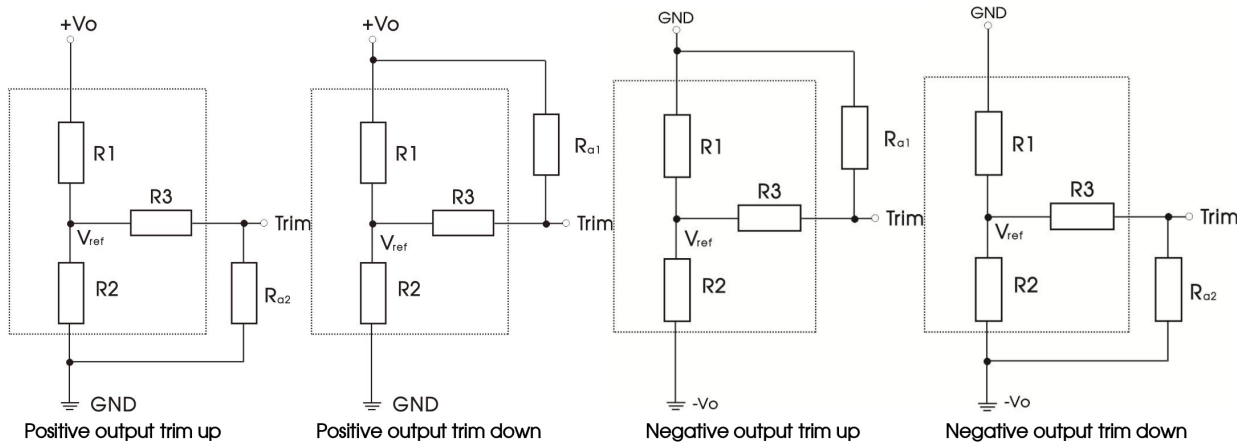 +Vo
R1
R3
Trim
Vref
R2
Ra2
GND
Positive output trim up
+Vo
R1
Ra1
R3
Trim
Vref
R2
GND
Positive output trim down
GND
R1
Ra1
R3
Trim
Vref
R2
-Vo
Negative output trim up
GND
R1
R3
Trim
Vref
R2
Ra2
-Vo
Negative output trim down